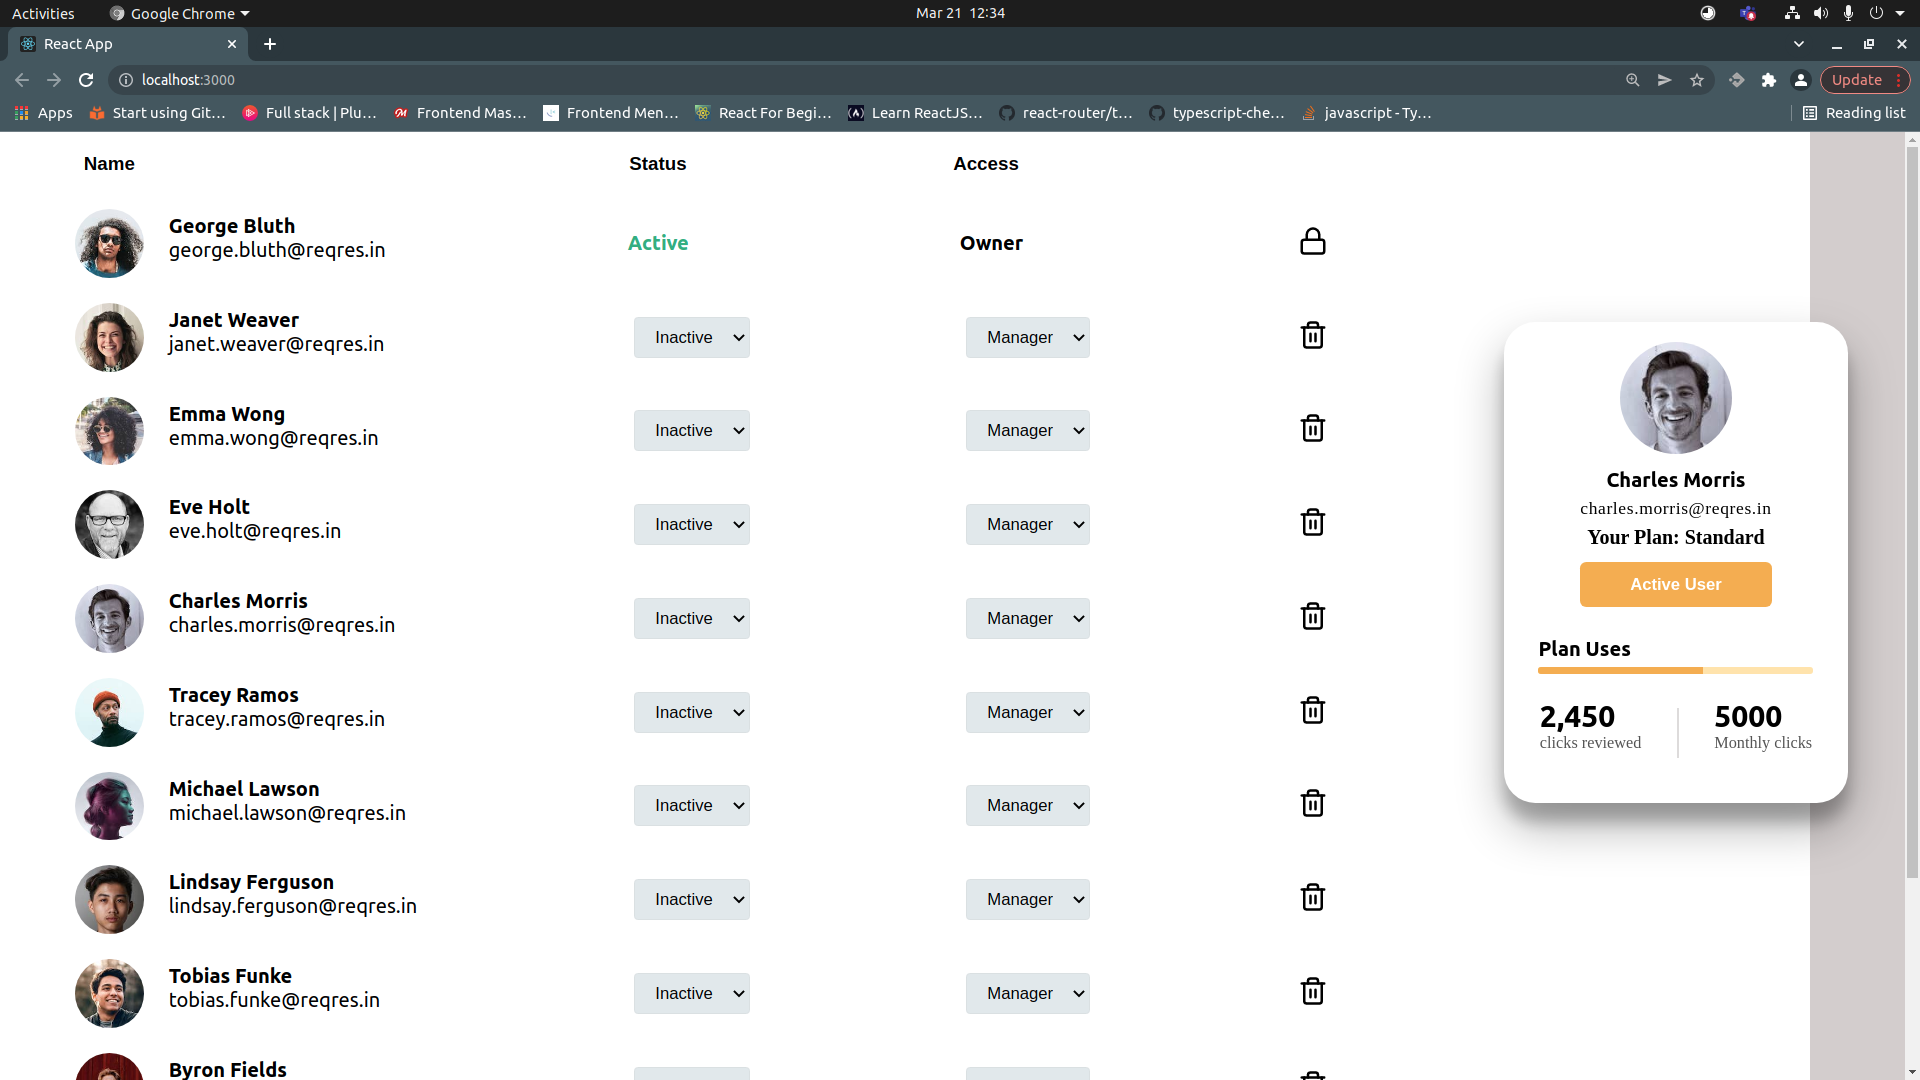 Activities Google Chrome Mar 21 12:34
React App
localhost:3000 Update
Apps Start using Git... Full stack | Plu... Frontend Mas... Frontend Men... React For Begi... Learn ReactJS... react-router/t... typescript-che... javascript - Ty... Reading list
Name Status Access
George Bluth
george.bluth@reqres.in
Active Owner
Janet Weaver
janet.weaver@reqres.in
Inactive Manager
Emma Wong
emma.wong@reqres.in
Inactive Manager
Eve Holt
eve.holt@reqres.in
Inactive Manager
Charles Morris
charles.morris@reqres.in
Inactive Manager
Tracey Ramos
tracey.ramos@reqres.in
Inactive Manager
Michael Lawson
michael.lawson@reqres.in
Inactive Manager
Lindsay Ferguson
lindsay.ferguson@reqres.in
Inactive Manager
Tobias Funke
tobias.funke@reqres.in
Inactive Manager
Byron Fields
Charles Morris
charles.morris@reqres.in
Your Plan: Standard
Active User
Plan Uses
2,450 5000
clicks reviewed Monthly clicks